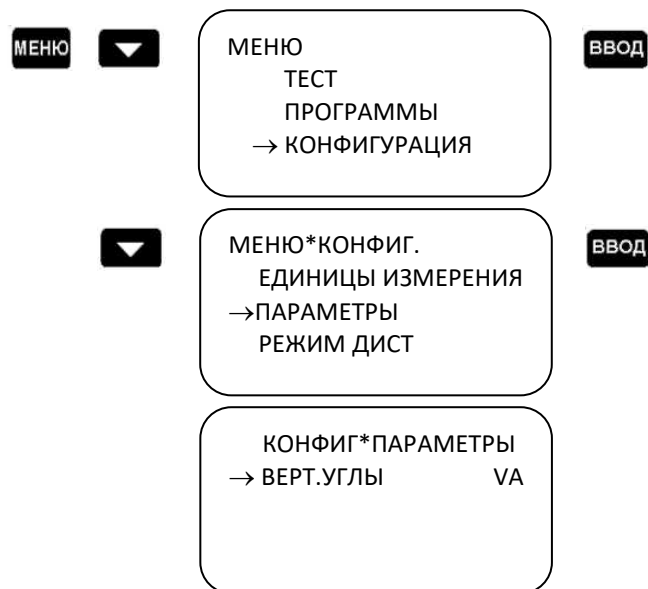 МЕНЮ
МЕНЮ
ТЕСТ
ПРОГРАММЫ
→ КОНФИГУРАЦИЯ
ВВОД
МЕНЮ*КОНФИГ.
ЕДИНИЦЫ ИЗМЕРЕНИЯ
→ПАРАМЕТРЫ
РЕЖИМ ДИСТ
ВВОД
КОНФИГ*ПАРАМЕТРЫ
→ ВЕРТ.УГЛЫ VA